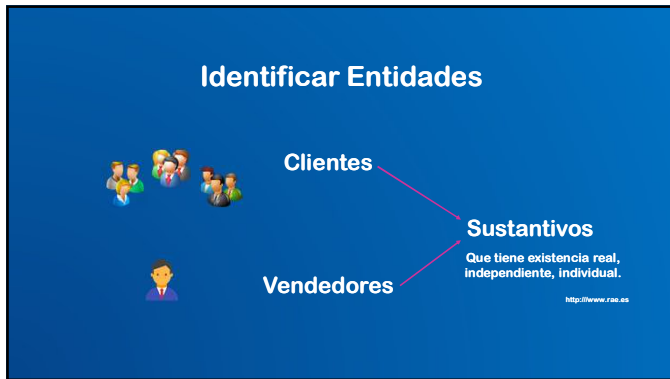 Identificar Entidades
Clientes
Sustantivos
Que tiene existencia real,
independiente, individual.
Vendedores
http:///www.rae.es